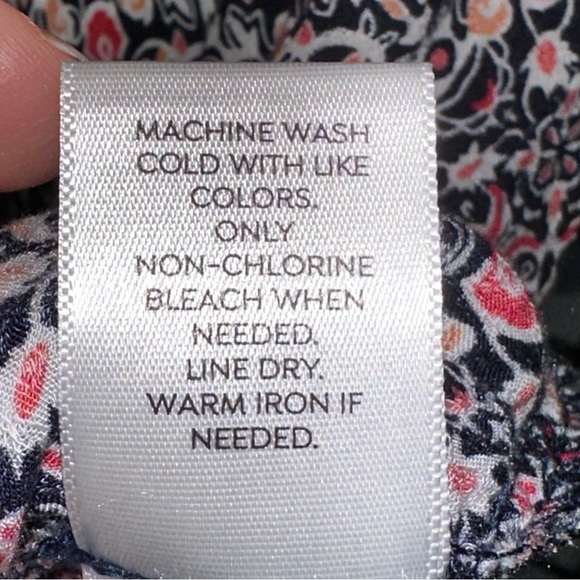 MACHINE WASH
COLD WITH LIKE
COLORS.
ONLY
NON-CHLORINE
BLEACH WHEN
NEEDED.
LINE DRY.
WARM IRON IF
NEEDED.